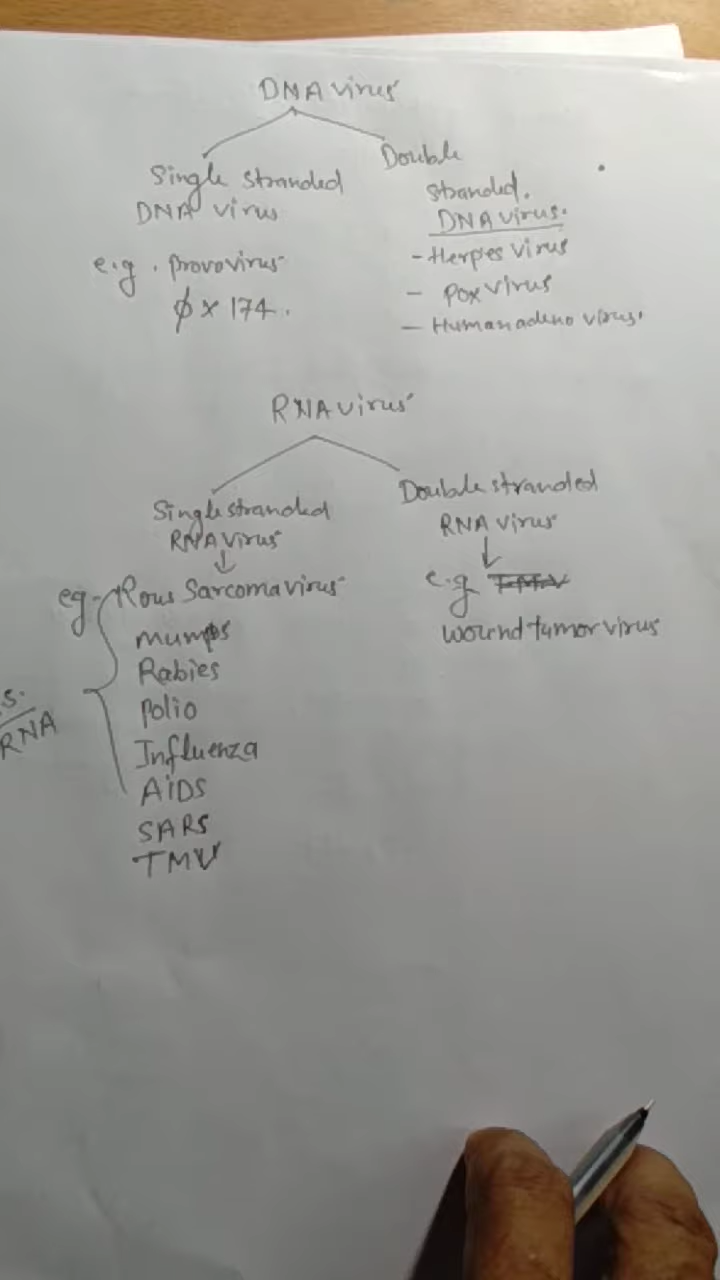 DNA virus
Single stranded
DNA virus
e.g. provovirus
φ x 174.
Double
stranded.
DNA virus.
- Herpes virus
- Pox virus
- Human adeno virus.
RNA virus
Single stranded
RNA virus
eg- Rous Sarcoma virus
mumps
Rabies
Polio
Influenza
AIDS
SARS
TMV
s.
RNA
Double stranded
RNA virus
e.g TMV
wound tumor virus